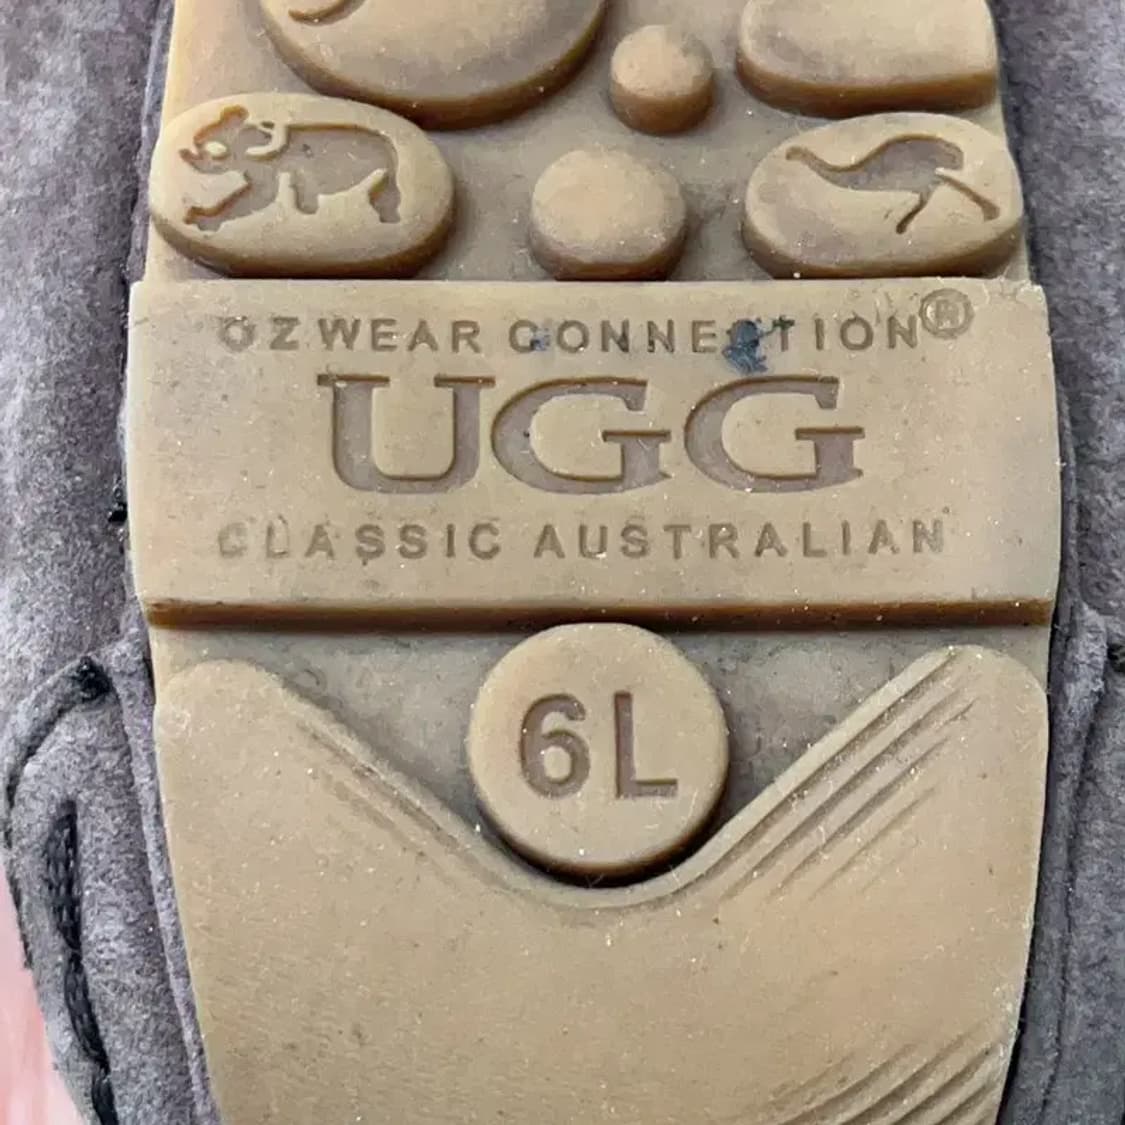 OZWEAR CONNECTION®
UGG
CLASSIC AUSTRALIAN
6L